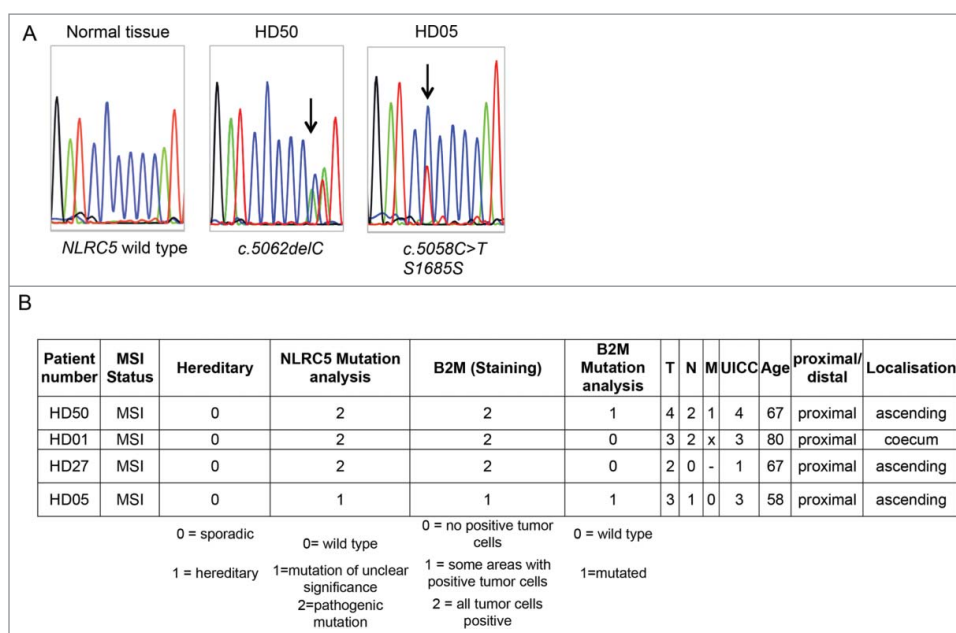 A
Normal tissue HD50 HD05
NLRC5 wild type c.5062delC c.5058C>T
S1685S
B
Patient number MSI Status Hereditary NLRC5 Mutation analysis B2M (Staining) B2M Mutation analysis T N M UICC Age proximal/ distal Localisation
HD50 MSI 0 2 2 1 4 2 1 4 67 proximal ascending
HD01 MSI 0 2 2 0 3 2 x 3 80 proximal coecum
HD27 MSI 0 2 2 0 2 0 - 1 67 proximal ascending
HD05 MSI 0 1 1 1 3 1 0 3 58 proximal ascending
0 = sporadic
1 = hereditary
0= wild type
1=mutation of unclear
significance
2=pathogenic
mutation
0 = no positive tumor
cells
1 = some areas with
positive tumor cells
2 = all tumor cells
positive
0 = wild type
1=mutated